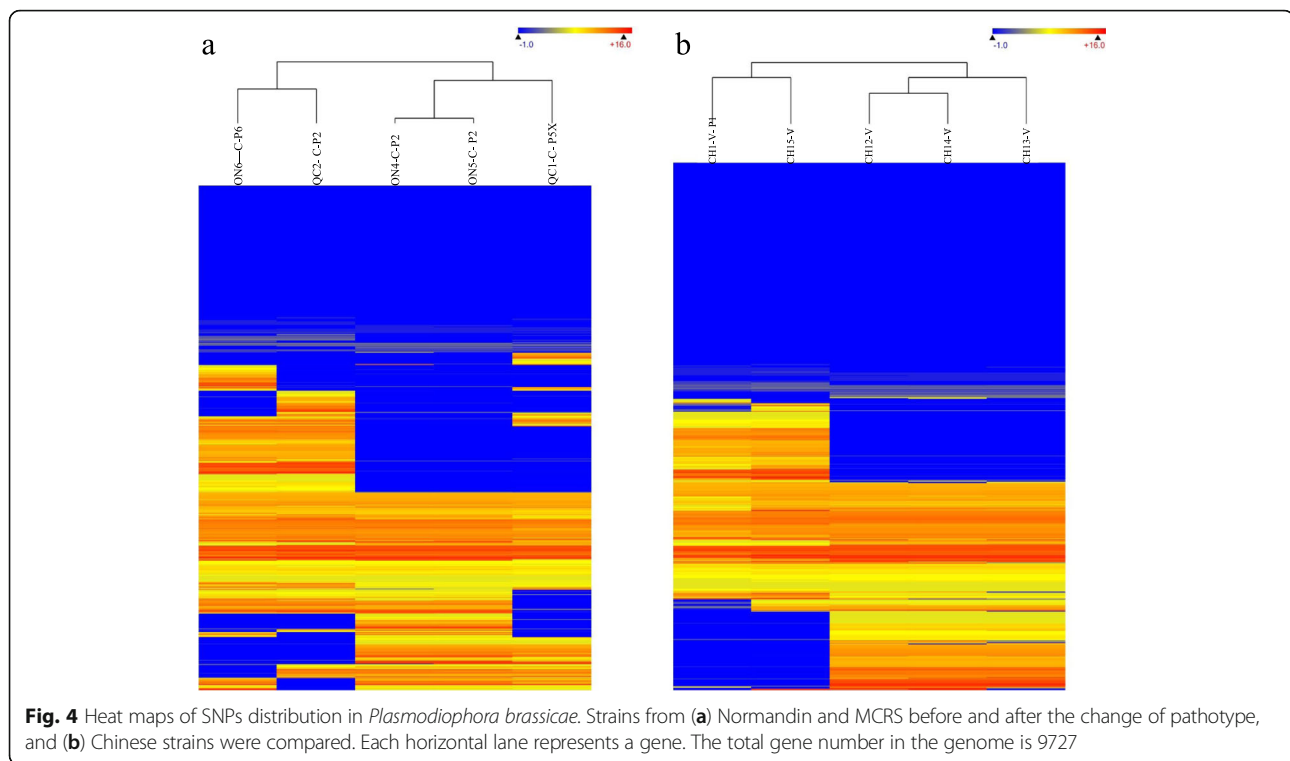 a
-1.0 +16.0
b
-1.0 +16.0
ON6—C-P6
QC2- C-P2
ON4-C-P2
ON5-C- P2
QC1-C- P5X
CH1-V- P1
CH15-V
CH12-V
CH14-V
CH13-V
Fig. 4 Heat maps of SNPs distribution in Plasmodiophora brassicae. Strains from (a) Normandin and MCRS before and after the change of pathotype,
and (b) Chinese strains were compared. Each horizontal lane represents a gene. The total gene number in the genome is 9727